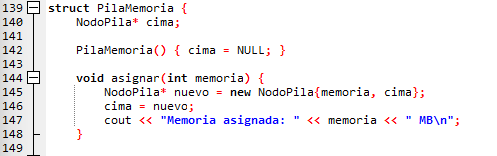 139 struct PilaMemoria {
140     NodoPila* cima;
141
142     PilaMemoria() { cima = NULL; }
143
144     void asignar(int memoria) {
145         NodoPila* nuevo = new NodoPila{memoria, cima};
146         cima = nuevo;
147         cout << "Memoria asignada: " << memoria << " MB\n";
148     }
149